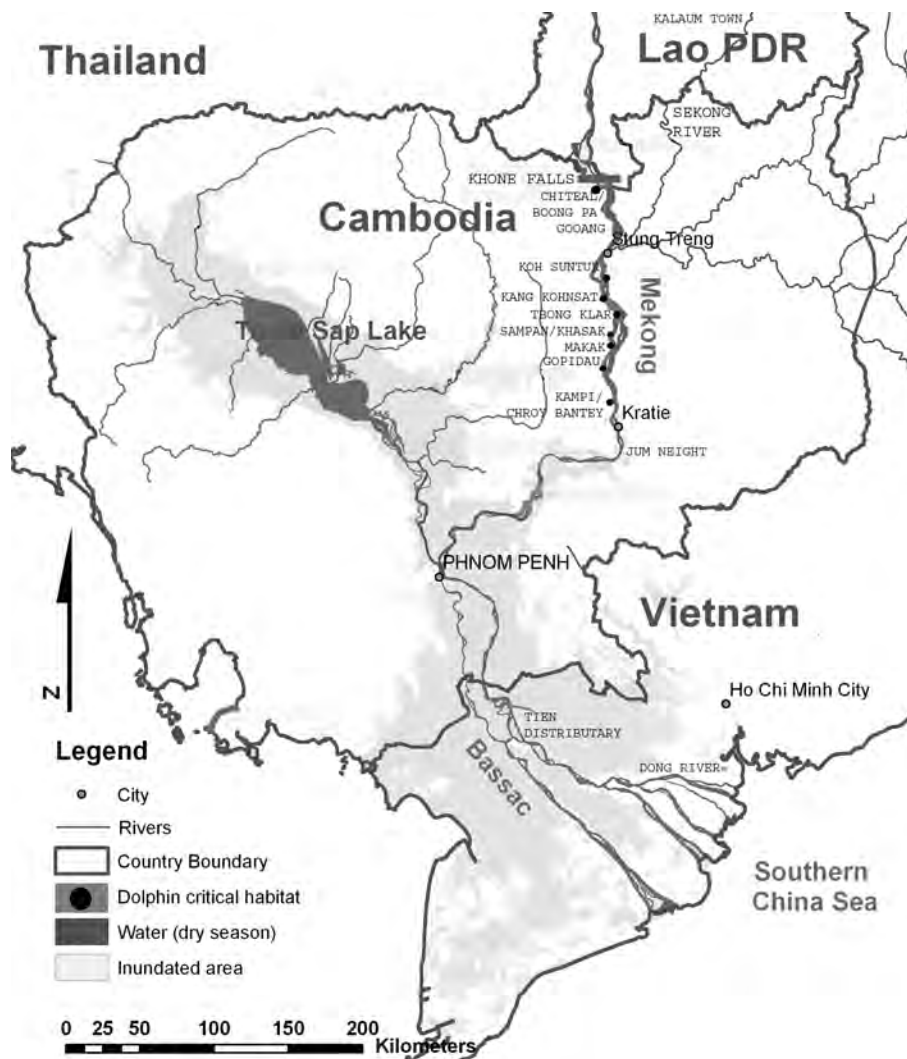 KALAUM TOWN
Thailand
Lao PDR
SEKONG
RIVER
KHONE FALLS
CHITEAL/
BOONG PA
GOOANG
Cambodia
Stung Treng
KOH SUNTUK
KANG KOHNSAT
Mekong
TBONG KLAR
Sap Lake
SAMPAN/KHASAK
MAKAK
GOPIDAU
KAMPI/
CHROY BANTEY
Kratie
JUM NEIGHT
PHNOM PENH
Vietnam
N
Ho Chi Minh City
TIEN
DISTRIBUTARY
Bassac
DONG RIVER
Legend
City
Rivers
Country Boundary
Dolphin critical habitat
Water (dry season)
Inundated area
Southern
China Sea
0 25 50 100 150 200
Kilometers